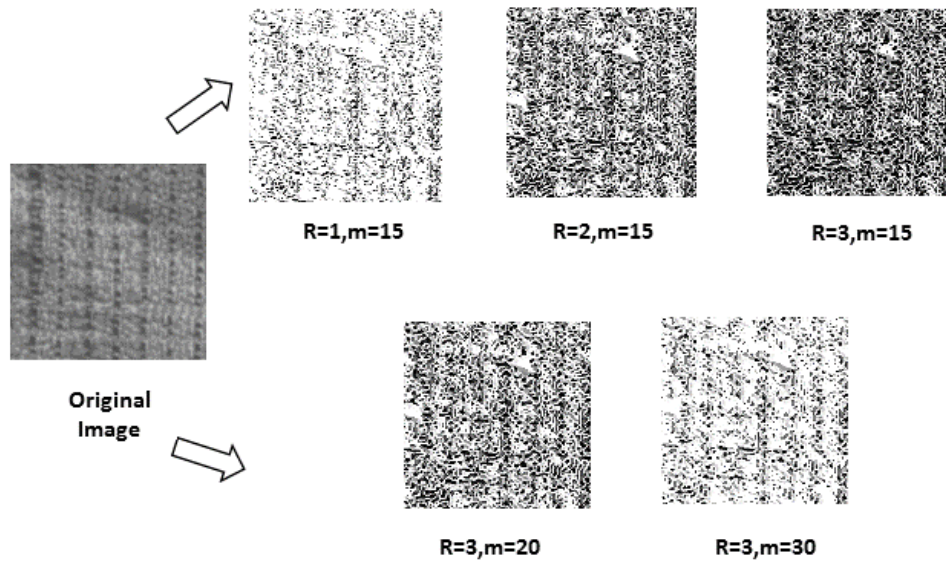 R=1,m=15
R=2,m=15
R=3,m=15
Original
Image
R=3,m=20
R=3,m=30